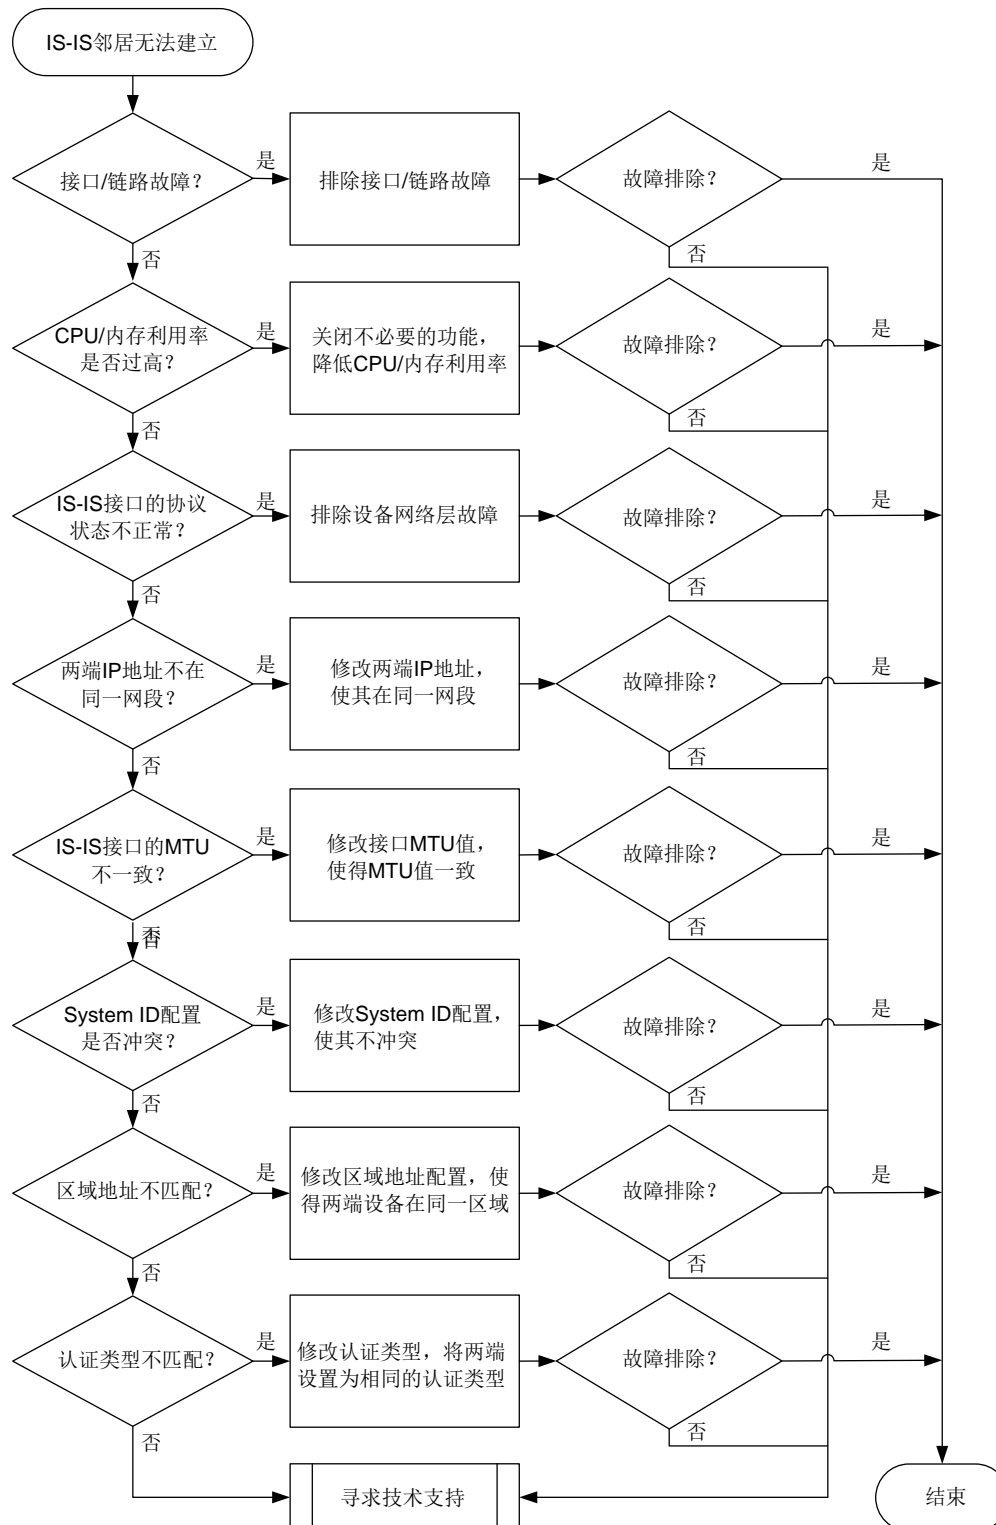 IS-IS邻居无法建立
接口/链路故障？
是
排除接口/链路故障
故障排除？
是
否
否
CPU/内存利用率
是否过高？
是
关闭不必要的功能，
降低CPU/内存利用率
故障排除？
是
否
否
IS-IS接口的协议
状态不正常？
是
排除设备网络层故障
故障排除？
是
否
否
两端IP地址不在
同一网段？
是
修改两端IP地址，
使其在同一网段
故障排除？
是
否
否
IS-IS接口的MTU
不一致？
是
修改接口MTU值，
使得MTU值一致
故障排除？
是
否
否
System ID配置
是否冲突？
是
修改System ID配置，
使其不冲突
故障排除？
是
否
否
区域地址不匹配？
是
修改区域地址配置，使
得两端设备在同一区域
故障排除？
是
否
否
认证类型不匹配？
是
修改认证类型，将两端
设置为相同的认证类型
故障排除？
是
否
否
寻求技术支持
结束